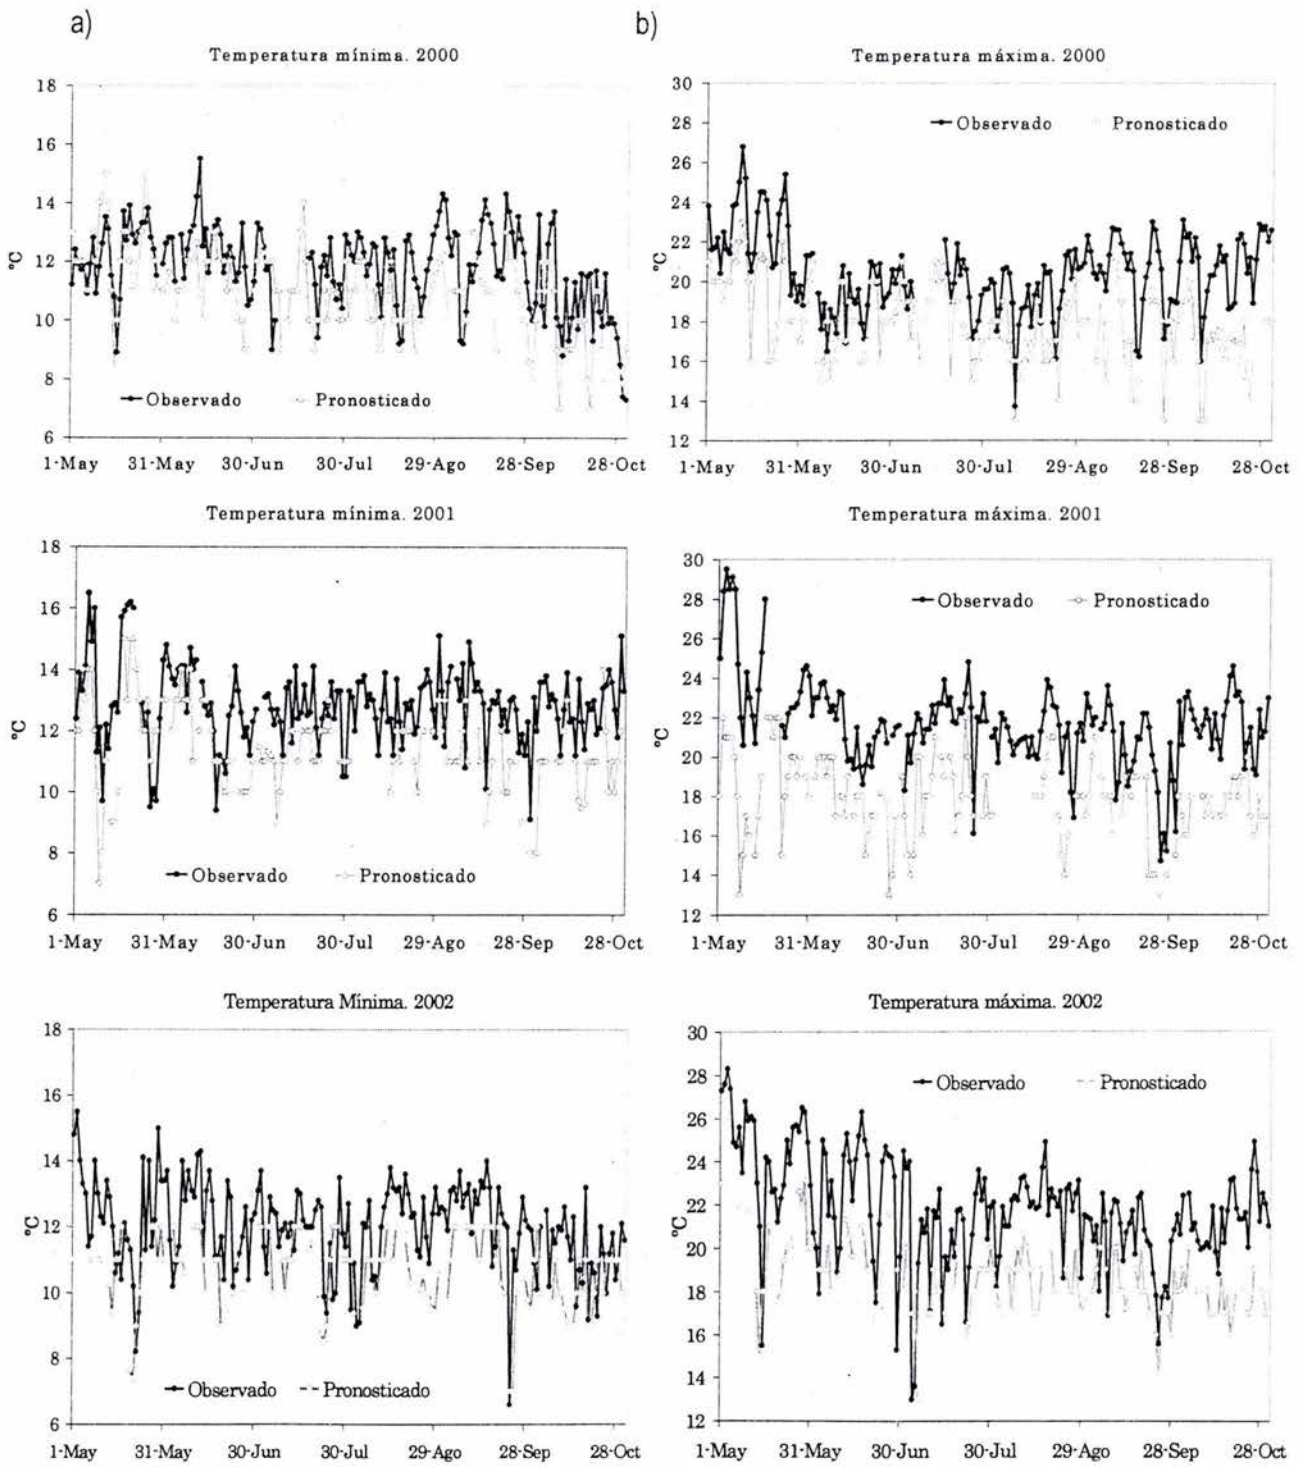 a)
Temperatura mínima. 2000
18
16
14
12
10
8
6
°C
Observado Pronosticado
1-May 31-May 30-Jun 30-Jul 29-Ago 28-Sep 28-Oct
b)
Temperatura máxima. 2000
30
28
26
24
22
20
18
16
14
12
°C
Observado Pronosticado
1-May 31-May 30-Jun 30-Jul 29-Ago 28-Sep 28-Oct
Temperatura mínima. 2001
18
16
14
12
10
8
6
°C
Observado Pronosticado
1-May 31-May 30-Jun 30-Jul 29-Ago 28-Sep 28-Oct
Temperatura máxima. 2001
30
28
26
24
22
20
18
16
14
12
°C
Observado Pronosticado
1-May 31-May 30-Jun 30-Jul 29-Ago 28-Sep 28-Oct
Temperatura Mínima. 2002
18
16
14
12
10
8
6
°C
Observado Pronosticado
1-May 31-May 30-Jun 30-Jul 29-Ago 28-Sep 28-Oct
Temperatura máxima. 2002
30
28
26
24
22
20
18
16
14
12
°C
Observado Pronosticado
1-May 31-May 30-Jun 30-Jul 29-Ago 28-Sep 28-Oct